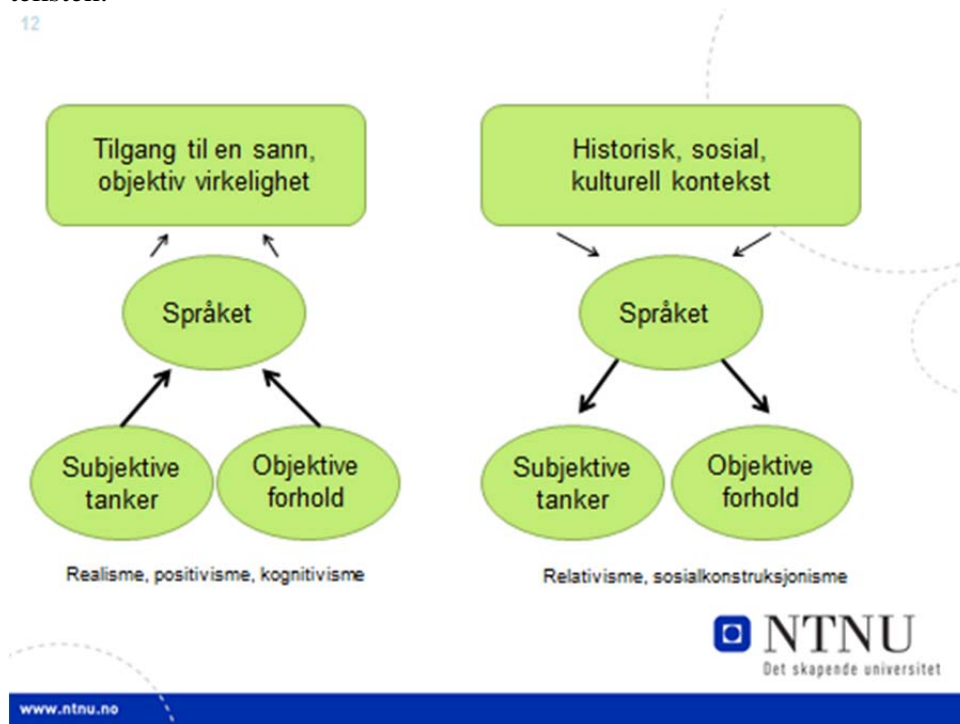 12
Tilgang til en sann,
objektiv virkelighet
Språket
Subjektive
tanker
Objektive
forhold
Realisme, positivisme, kognitivisme
Historisk, sosial,
kulturell kontekst
Språket
Subjektive
tanker
Objektive
forhold
Relativisme, sosialkonstruksjonisme
NTNU
Det skapende universitet
www.ntnu.no